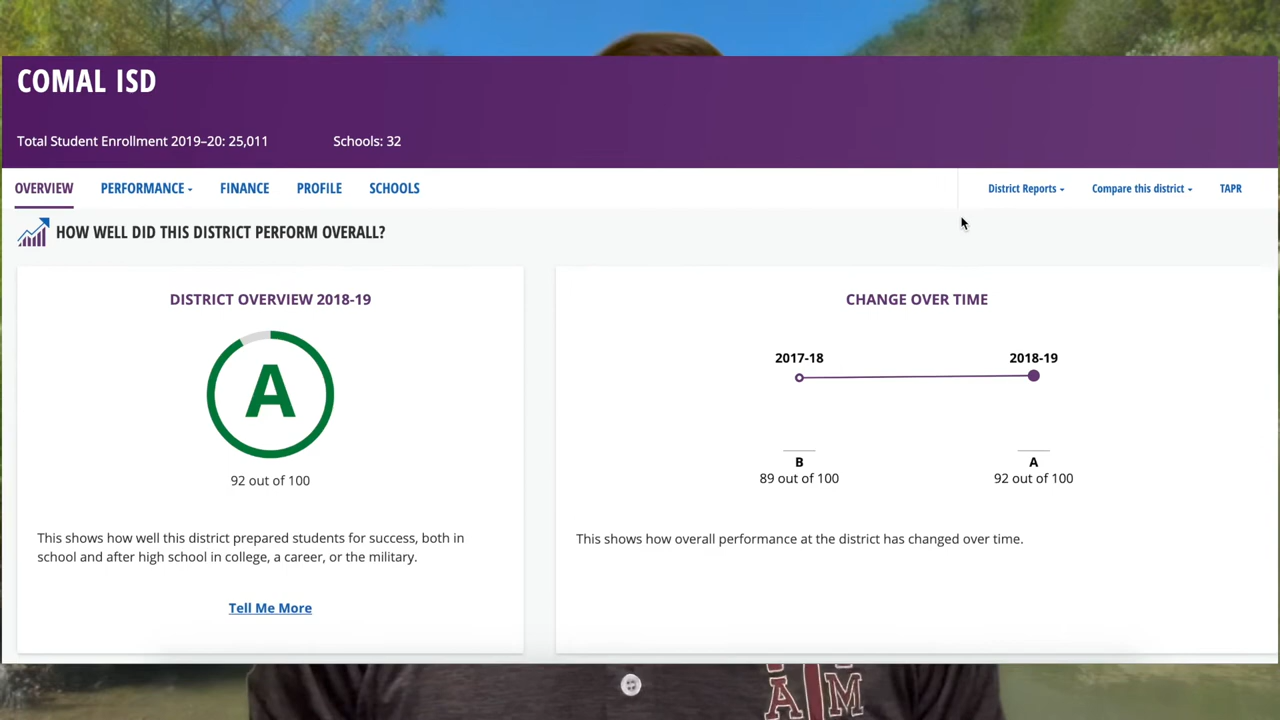 COMAL ISD
Total Student Enrollment 2019–20: 25,011 Schools: 32
OVERVIEW PERFORMANCE FINANCE PROFILE SCHOOLS District Reports Compare this district TAPR
HOW WELL DID THIS DISTRICT PERFORM OVERALL?
DISTRICT OVERVIEW 2018-19
A
92 out of 100
This shows how well this district prepared students for success, both in
school and after high school in college, a career, or the military.
Tell Me More
CHANGE OVER TIME
2017-18 2018-19
B A
89 out of 100 92 out of 100
This shows how overall performance at the district has changed over time.
A T M